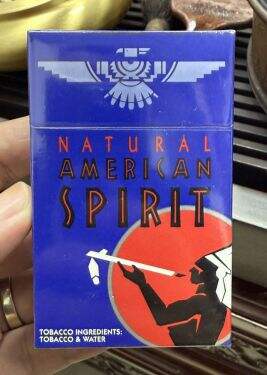 NATURAL
AMERICAN
SPIRIT
TOBACCO INGREDIENTS:
TOBACCO & WATER